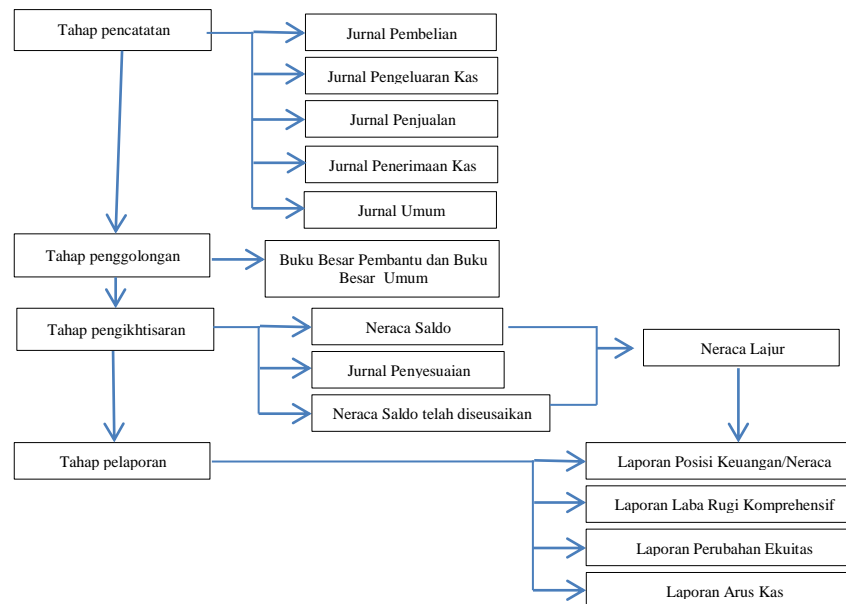 Tahap pencatatan
Jurnal Pembelian
Jurnal Pengeluaran Kas
Jurnal Penjualan
Jurnal Penerimaan Kas
Jurnal Umum
Tahap penggolongan
Buku Besar Pembantu dan Buku
Besar Umum
Tahap pengikhtisaran
Neraca Saldo
Jurnal Penyesuaian
Neraca Saldo telah diseusaikan
Neraca Lajur
Tahap pelaporan
Laporan Posisi Keuangan/Neraca
Laporan Laba Rugi Komprehensif
Laporan Perubahan Ekuitas
Laporan Arus Kas